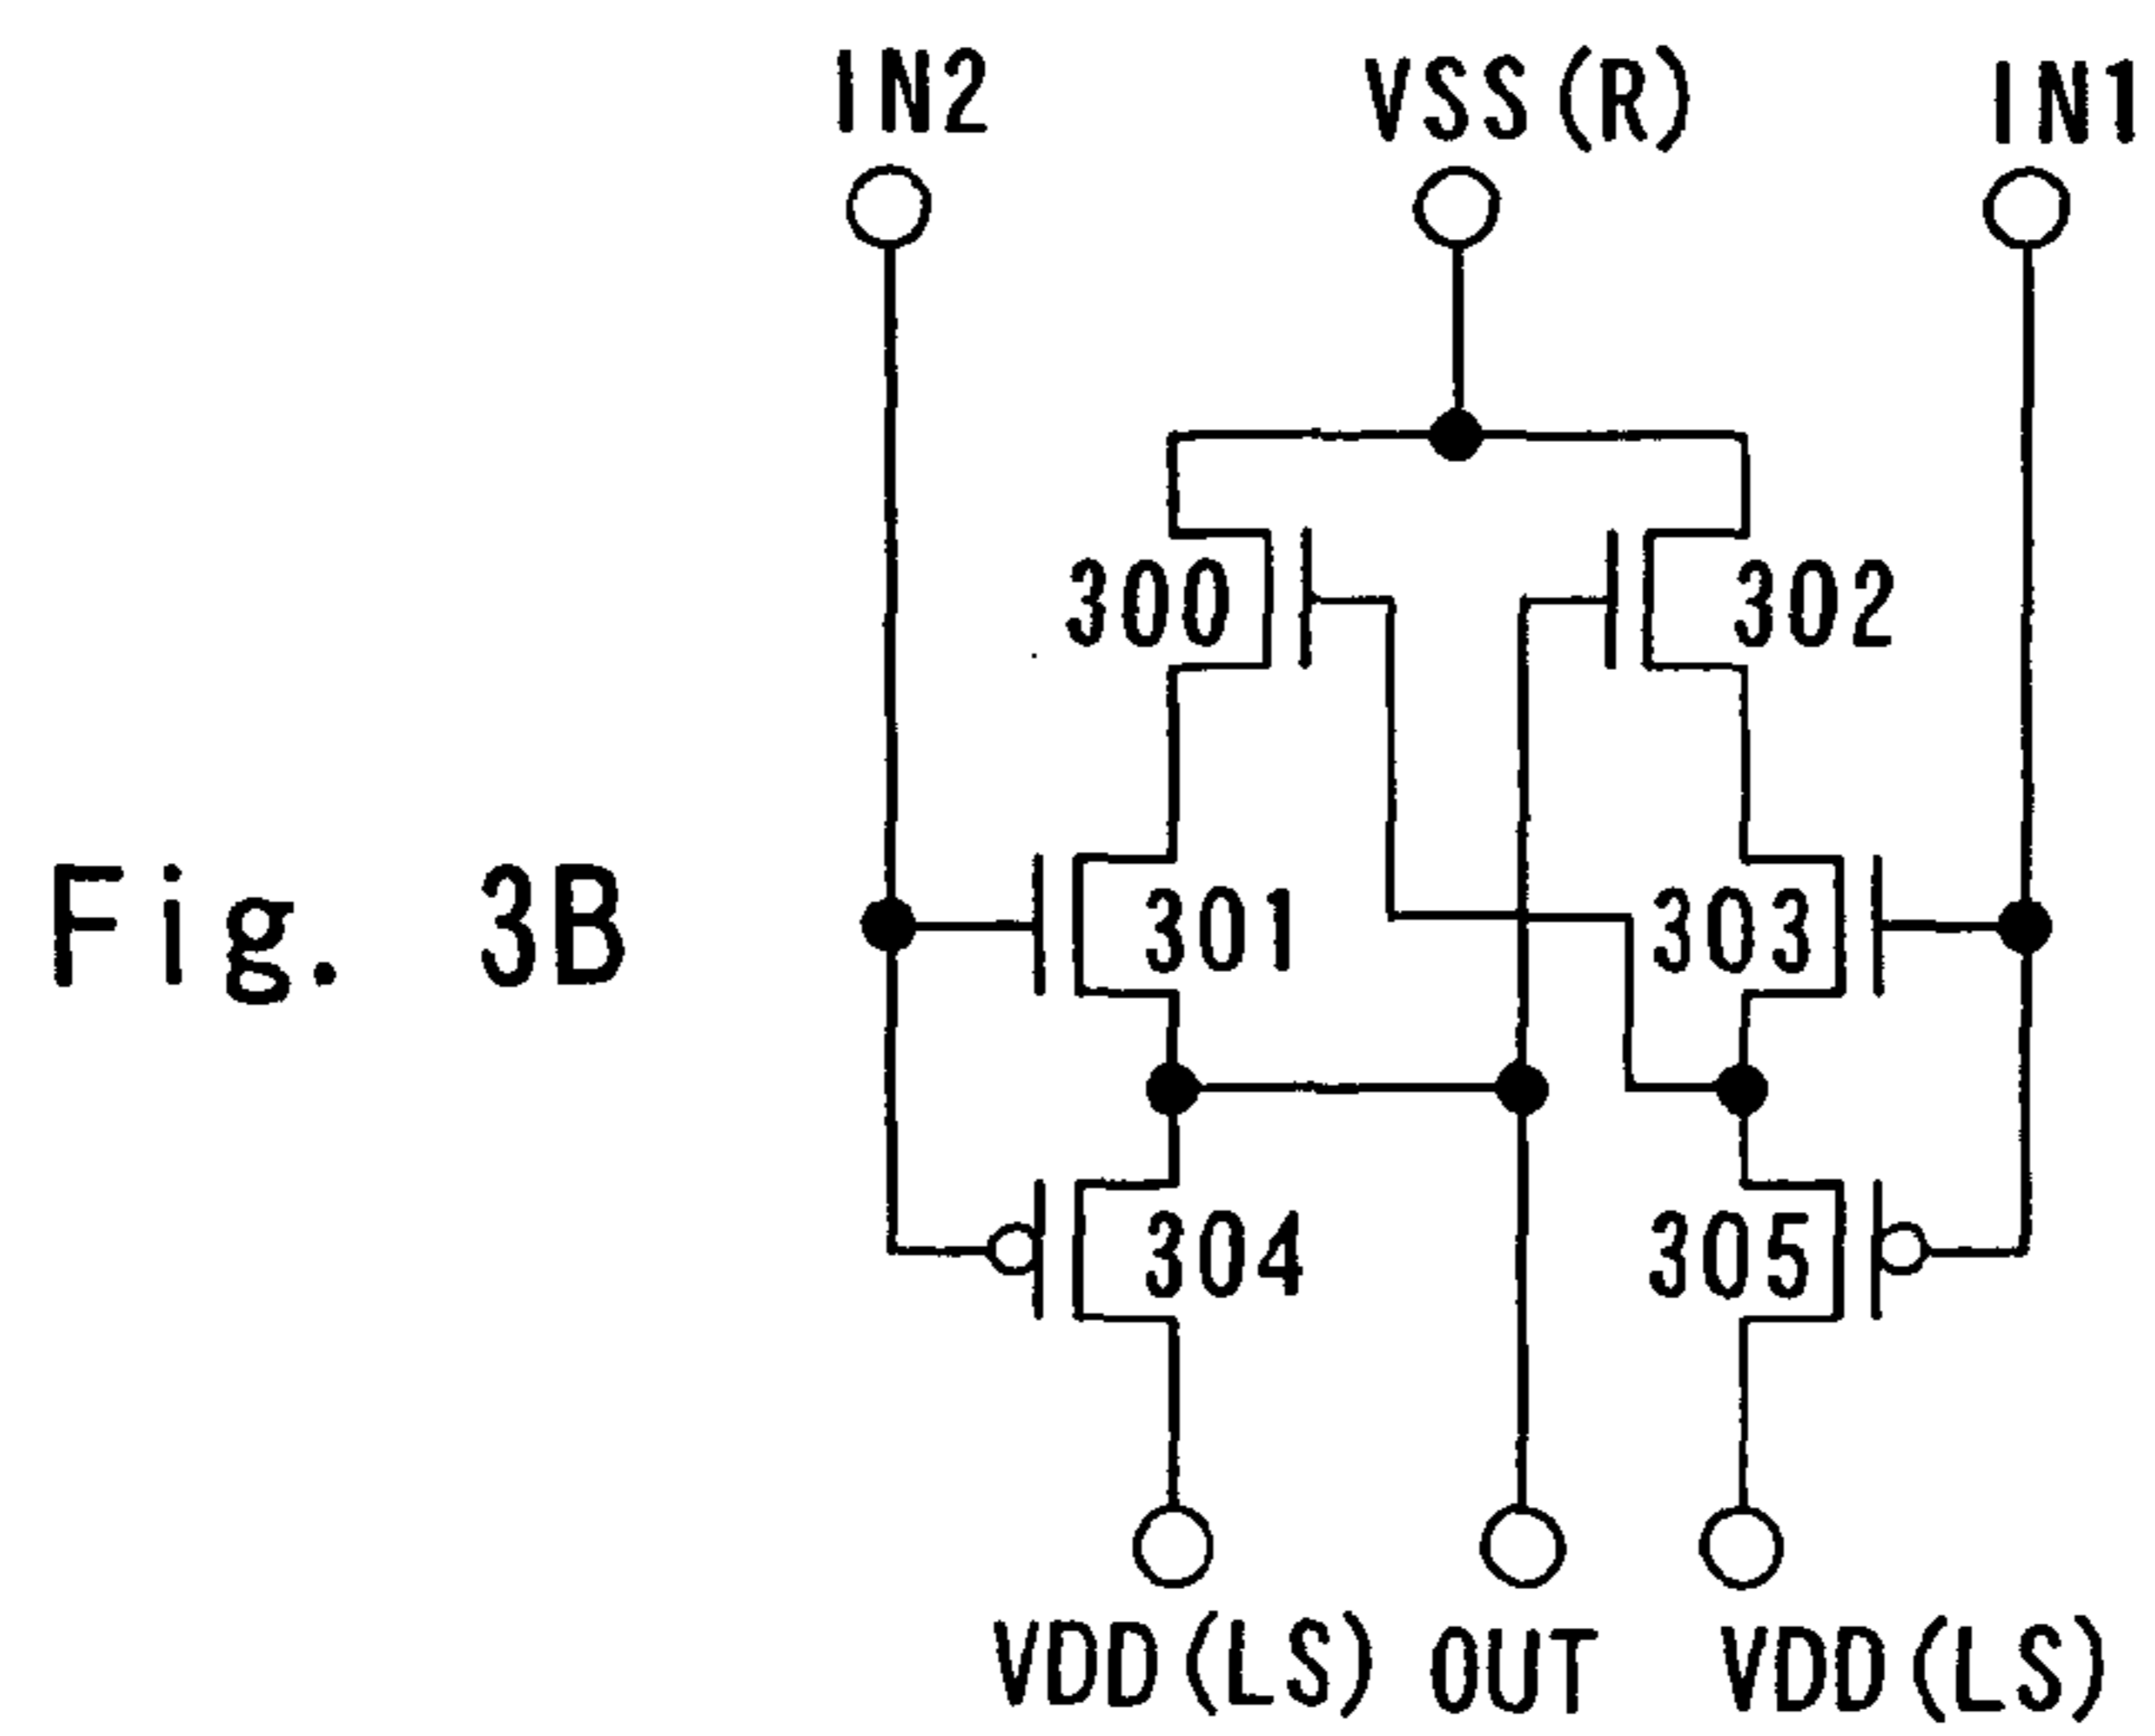 IN2 VSS(R) IN1
300 302
Fig. 3B 301 303
304 305
VDD(LS) OUT VDD(LS)